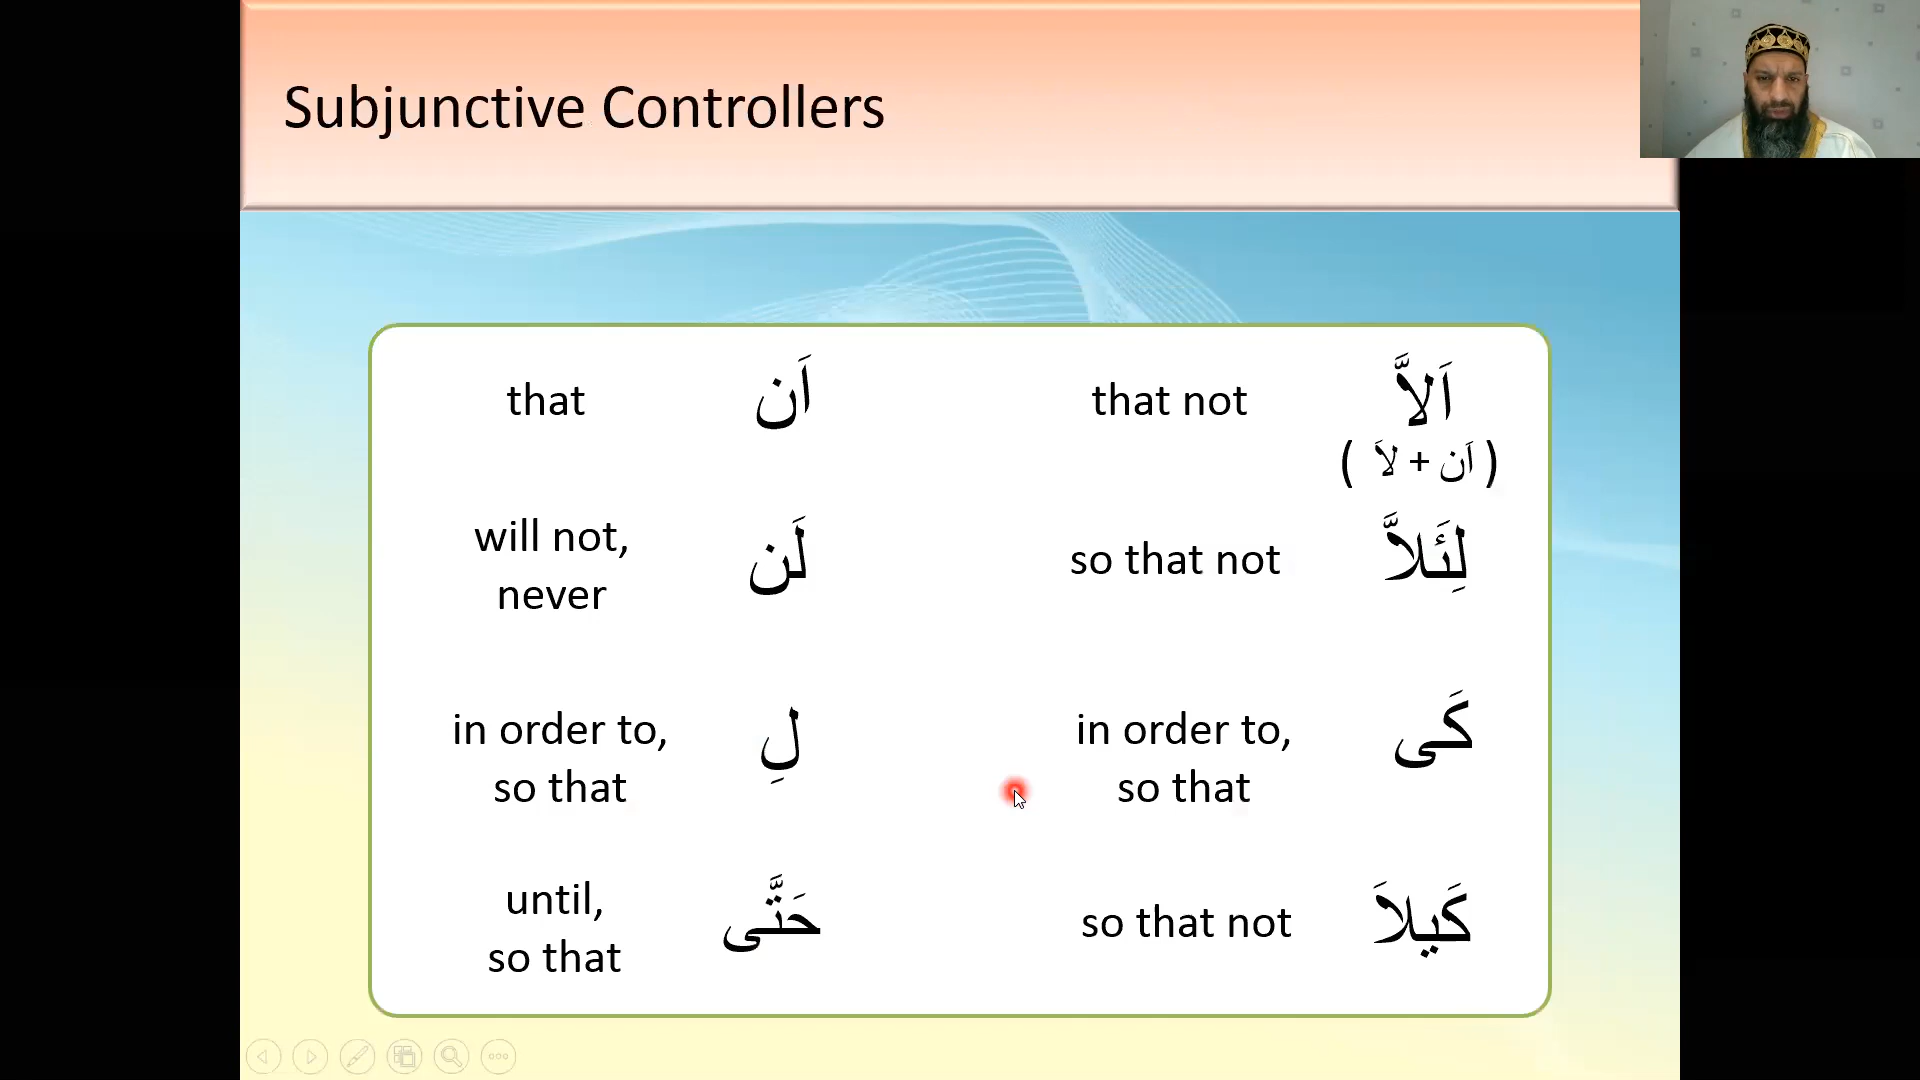 Subjunctive Controllers
that اَن that not اَلاَّ
( اَن + لاَ )
will not,
never
لَن so that not لِئَلاَّ
in order to,
so that
لِ
in order to,
so that
كَى
until,
so that
حَتَّى so that not كَيلاَ